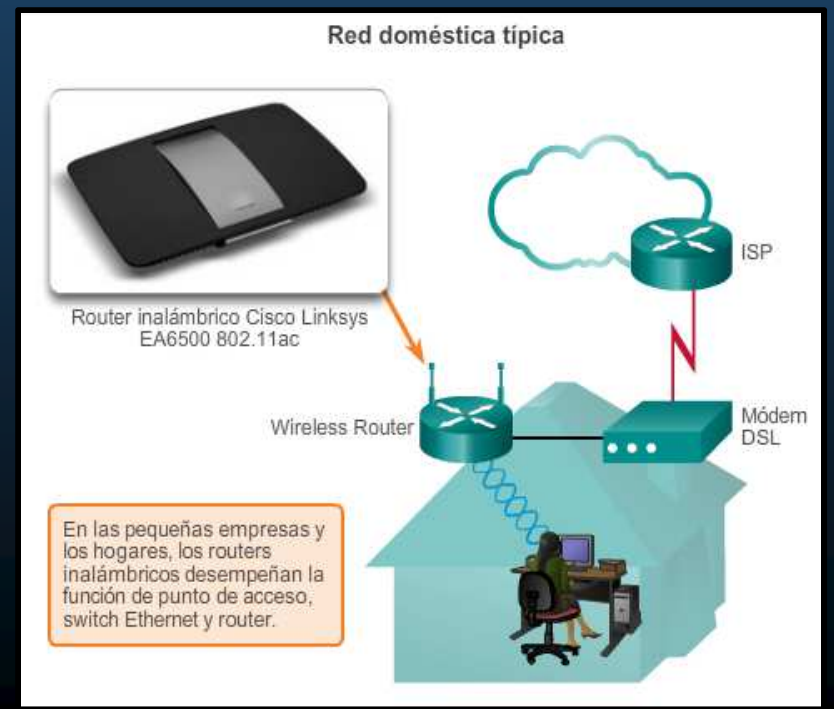 Red doméstica típica
Router inalámbrico Cisco Linksys
EA6500 802.11ac
ISP
Wireless Router
Módem
DSL
En las pequeñas empresas y
los hogares, los routers
inalámbricos desempeñan la
función de punto de acceso,
switch Ethernet y router.